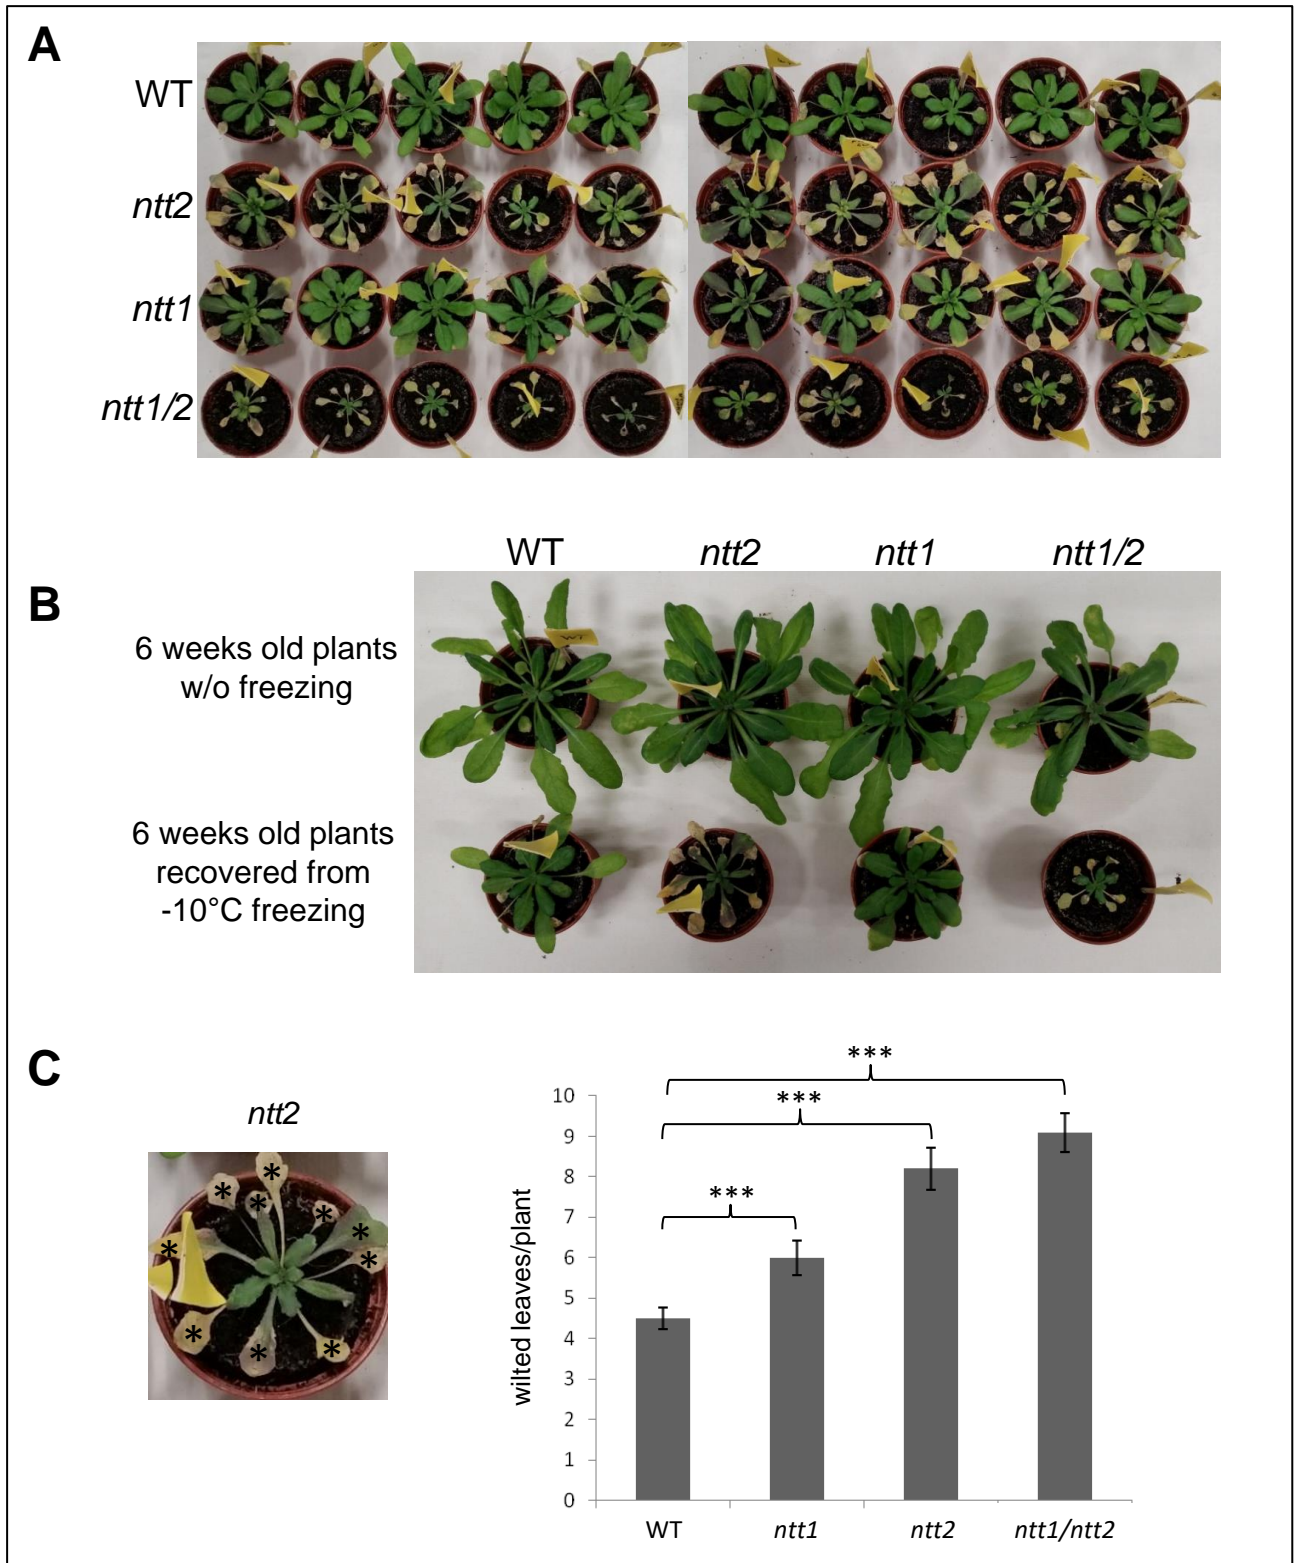 A
WT
ntt2
ntt1
ntt1/2
WT ntt2 ntt1 ntt1/2
B
6 weeks old plants
w/o freezing
WT
6 weeks old plants
recovered from
-10°C freezing
C
ntt2
* * * * * * * * * *
***
***
***
10
9
8
7
6
5
4
3
2
1
0
wilted leaves/plant
WT ntt1 ntt2 ntt1/ntt2